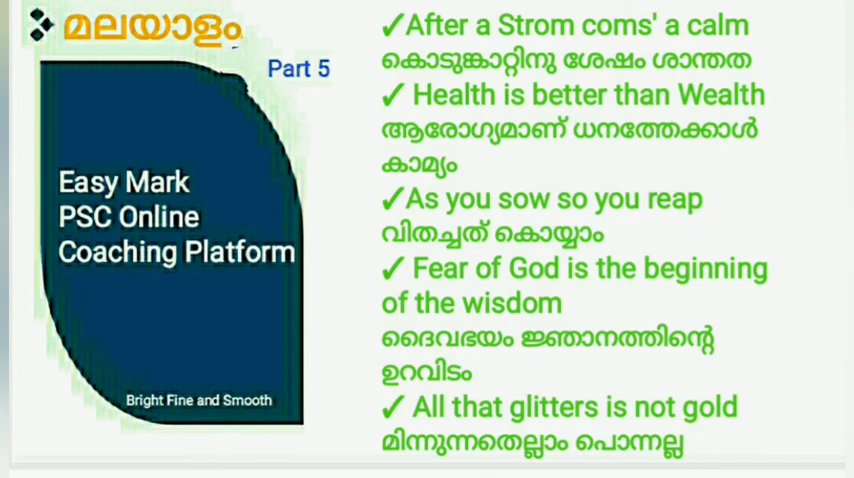 മലയാളം
Part 5
Easy Mark
PSC Online
Coaching Platform
Bright Fine and Smooth
✓After a Strom coms' a calm
കൊടുങ്കാറ്റിനു ശേഷം ശാന്തത
✓ Health is better than Wealth
ആരോഗ്യമാണ് ധനത്തേക്കാൾ
കാമ്യം
✓As you sow so you reap
വിതച്ചത് കൊയ്യാം
✓ Fear of God is the beginning
of the wisdom
ദൈവഭയം ജ്ഞാനത്തിന്റെ
ഉറവിടം
✓ All that glitters is not gold
മിന്നുന്നതെല്ലാം പൊന്നല്ല